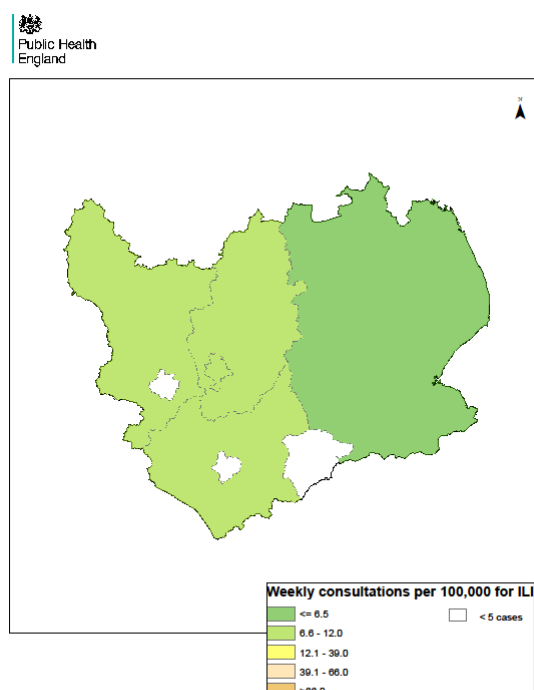 Public Health
England
N
Weekly consultations per 100,000 for ILI
<= 6.5
< 5 cases
6.6 - 12.0
12.1 - 39.0
39.1 - 66.0